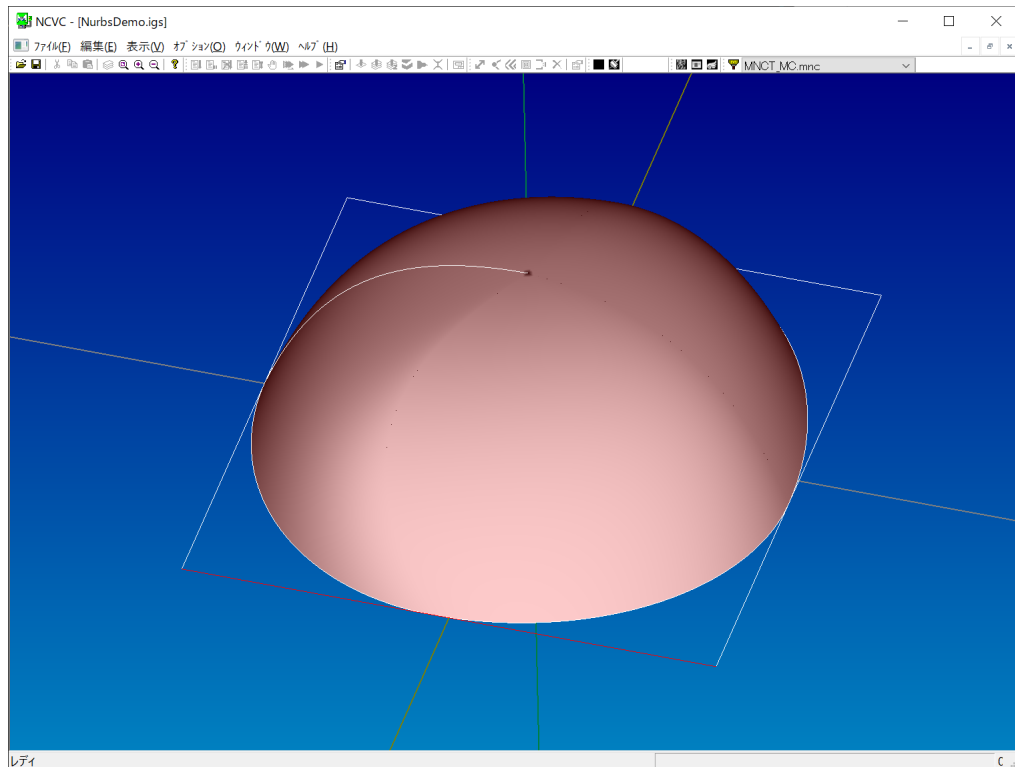 NCVC - [NurbsDemo.igs]
ﾌｧｲﾙ(F) 編集(E) 表示(V) ｵﾌﾟｼｮﾝ(O) ｳｨﾝﾄﾞｳ(W) ﾍﾙﾌﾟ(H)
MNCT_MC.mnc
レディ
C